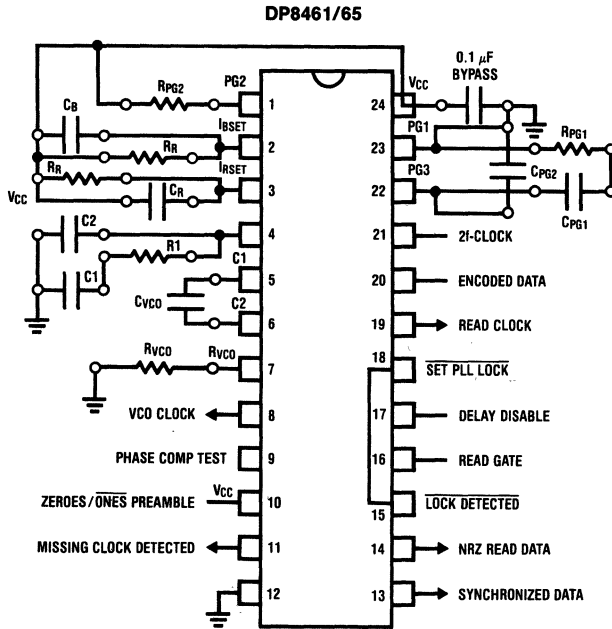 DP8461/65
0.1 μF
BYPASS
RPG2
PG2
1
VCC
24
CB
IBSET
2
RR
PG1
23
RPG1
RR
IRSET
3
VCC
CR
PG3
22
CPG2
CPG1
C2
R1
4
C1
21
2f-CLOCK
C1
5
CVCO
C2
6
20
ENCODED DATA
19
READ CLOCK
RVCO
RVCO
7
18
SET PLL LOCK
VCO CLOCK
8
17
DELAY DISABLE
PHASE COMP TEST
9
16
READ GATE
ZEROES/ONES PREAMBLE
VCC
10
15
LOCK DETECTED
MISSING CLOCK DETECTED
11
14
NRZ READ DATA
12
13
SYNCHRONIZED DATA